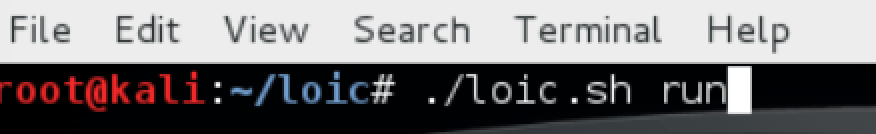 File Edit View Search Terminal Help
root@kali:~/loic# ./loic.sh run